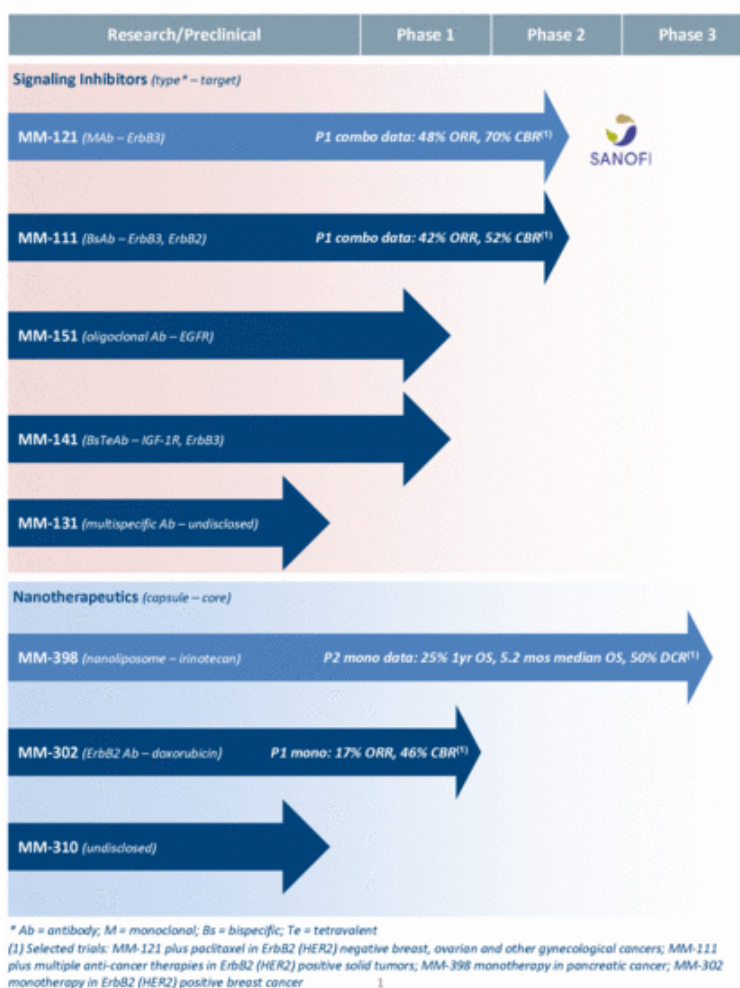 Research/Preclinical Phase 1 Phase 2 Phase 3
Signaling Inhibitors (type* – target)
MM-121 (MAb – ErbB3) P1 combo data: 48% ORR, 70% CBR(1)
SANOFI
MM-111 (BsAb – ErbB3, ErbB2) P1 combo data: 42% ORR, 52% CBR(1)
MM-151 (oligoclonal Ab – EGFR)
MM-141 (BsTeAb – IGF-1R, ErbB3)
MM-131 (multispecific Ab – undisclosed)
Nanotherapeutics (capsule – core)
MM-398 (nanoliposome – irinotecan) P2 mono data: 25% 1yr OS, 5.2 mos median OS, 50% DCR(1)
MM-302 (ErbB2 Ab – doxorubicin) P1 mono: 17% ORR, 46% CBR(1)
MM-310 (undisclosed)
* Ab = antibody; M = monoclonal; Bs = bispecific; Te = tetravalent
(1) Selected trials: MM-121 plus paclitaxel in ErbB2 (HER2) negative breast, ovarian and other gynecological cancers; MM-111
plus multiple anti-cancer therapies in ErbB2 (HER2) positive solid tumors; MM-398 monotherapy in pancreatic cancer; MM-302
monotherapy in ErbB2 (HER2) positive breast cancer
1